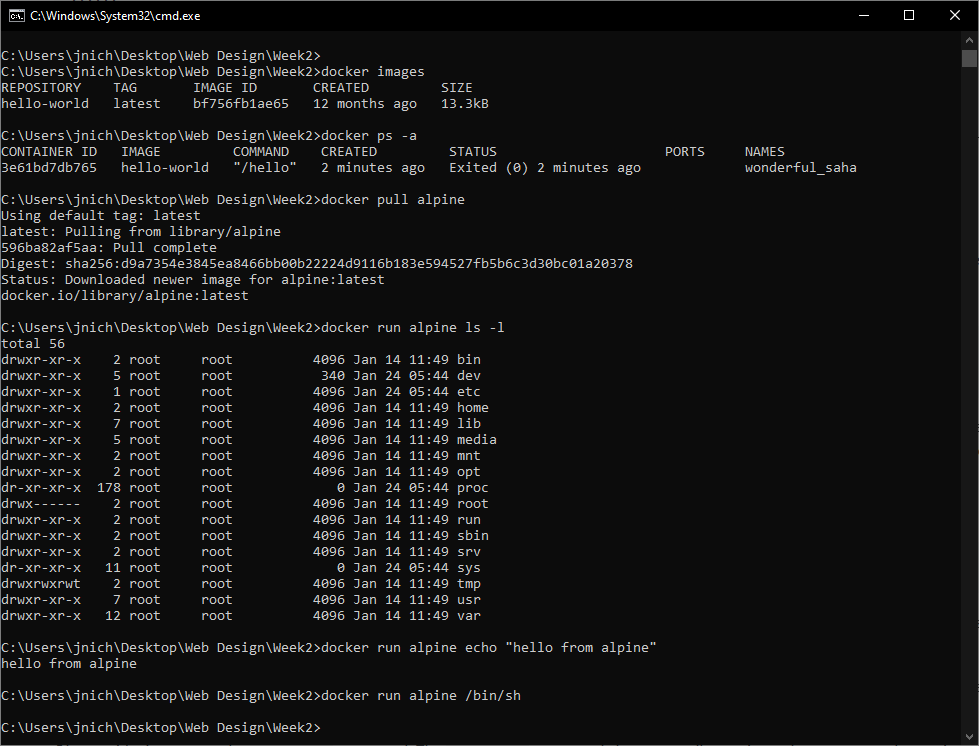 C:\Windows\System32\cmd.exe
C:\Users\jnich\Desktop\Web Design\Week2>
C:\Users\jnich\Desktop\Web Design\Week2>docker images
REPOSITORY    TAG       IMAGE ID       CREATED         SIZE
hello-world   latest    bf756fb1ae65   12 months ago   13.3kB
C:\Users\jnich\Desktop\Web Design\Week2>docker ps -a
CONTAINER ID   IMAGE         COMMAND    CREATED         STATUS                     PORTS     NAMES
3e61bd7db765   hello-world   "/hello"   2 minutes ago   Exited (0) 2 minutes ago             wonderful_saha
C:\Users\jnich\Desktop\Web Design\Week2>docker pull alpine
Using default tag: latest
latest: Pulling from library/alpine
596ba82af5aa: Pull complete
Digest: sha256:d9a7354e3845ea8466bb00b22224d9116b183e594527fb5b6c3d30bc01a20378
Status: Downloaded newer image for alpine:latest
docker.io/library/alpine:latest
C:\Users\jnich\Desktop\Web Design\Week2>docker run alpine ls -l
total 56
drwxr-xr-x    2 root     root          4096 Jan 14 11:49 bin
drwxr-xr-x    5 root     root           340 Jan 24 05:44 dev
drwxr-xr-x    1 root     root          4096 Jan 24 05:44 etc
drwxr-xr-x    2 root     root          4096 Jan 14 11:49 home
drwxr-xr-x    7 root     root          4096 Jan 14 11:49 lib
drwxr-xr-x    5 root     root          4096 Jan 14 11:49 media
drwxr-xr-x    2 root     root          4096 Jan 14 11:49 mnt
drwxr-xr-x    2 root     root          4096 Jan 14 11:49 opt
dr-xr-xr-x  178 root     root             0 Jan 24 05:44 proc
drwx------    2 root     root          4096 Jan 14 11:49 root
drwxr-xr-x    2 root     root          4096 Jan 14 11:49 run
drwxr-xr-x    2 root     root          4096 Jan 14 11:49 sbin
drwxr-xr-x    2 root     root          4096 Jan 14 11:49 srv
dr-xr-xr-x   11 root     root             0 Jan 24 05:44 sys
drwxrwxrwt    2 root     root          4096 Jan 14 11:49 tmp
drwxr-xr-x    7 root     root          4096 Jan 14 11:49 usr
drwxr-xr-x   12 root     root          4096 Jan 14 11:49 var
C:\Users\jnich\Desktop\Web Design\Week2>docker run alpine echo "hello from alpine"
hello from alpine
C:\Users\jnich\Desktop\Web Design\Week2>docker run alpine /bin/sh
C:\Users\jnich\Desktop\Web Design\Week2>